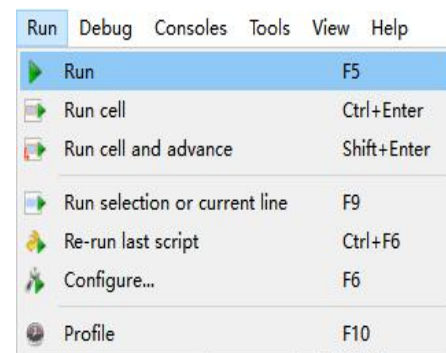 Run Debug Consoles Tools View Help
Run F5
Run cell Ctrl+Enter
Run cell and advance Shift+Enter
Run selection or current line F9
Re-run last script Ctrl+F6
Configure... F6
Profile F10